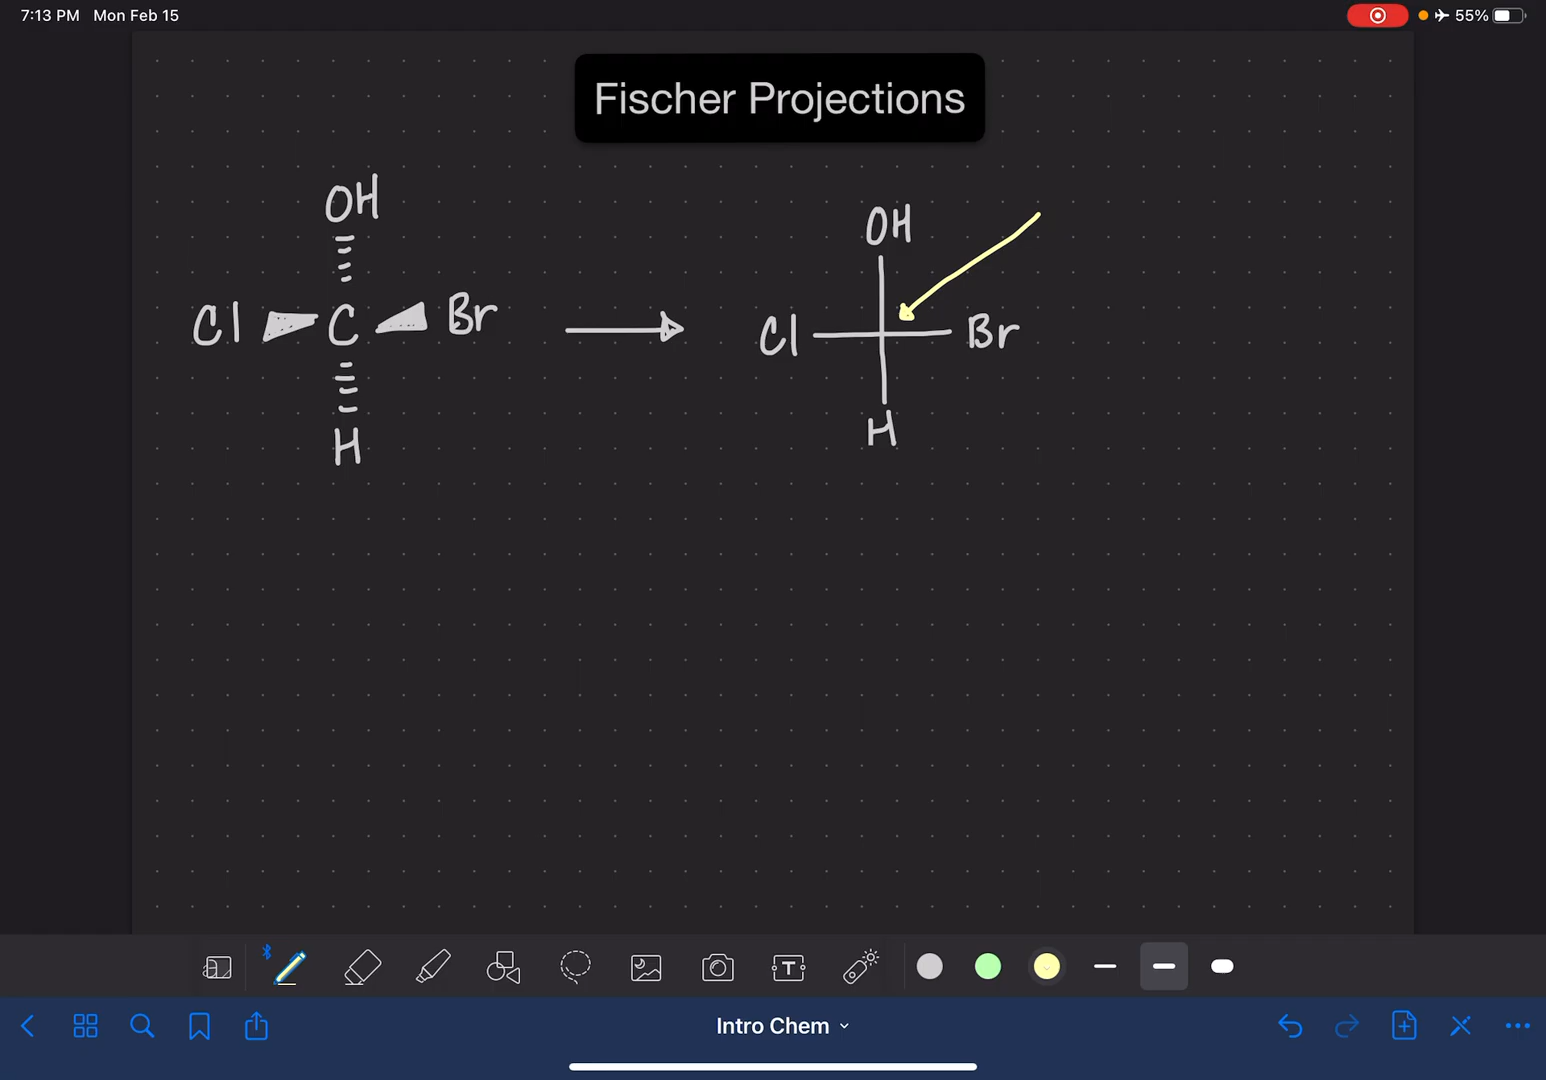 7:13 PM Mon Feb 15
55%
Fischer Projections
OH
Cl C Br
H
OH
Cl Br
H
T
Intro Chem